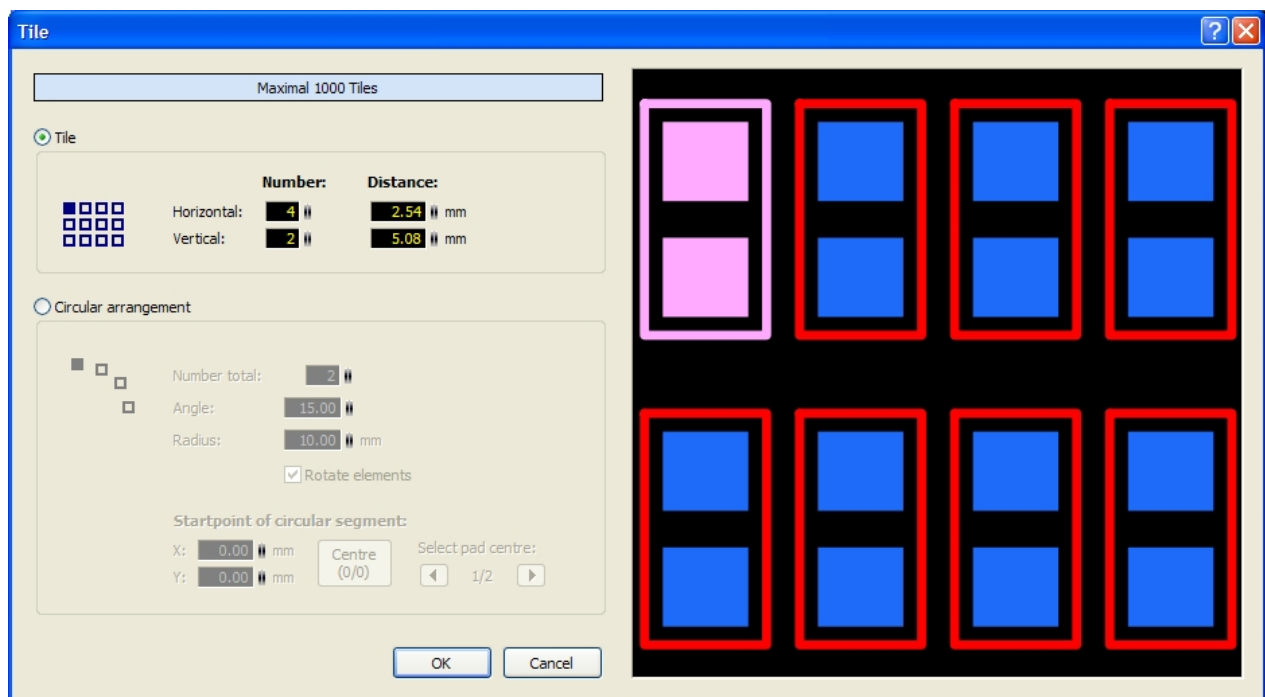 Tile
Maximal 1000 Tiles
Tile
Number: Distance:
Horizontal: 4 2.54 mm
Vertical: 2 5.08 mm
Circular arrangement
Number total: 2
Angle: 15.00
Radius: 10.00 mm
Rotate elements
Startpoint of circular segment:
X: 0.00 mm
Y: 0.00 mm
Centre
(0/0)
Select pad centre:
1/2
OK Cancel